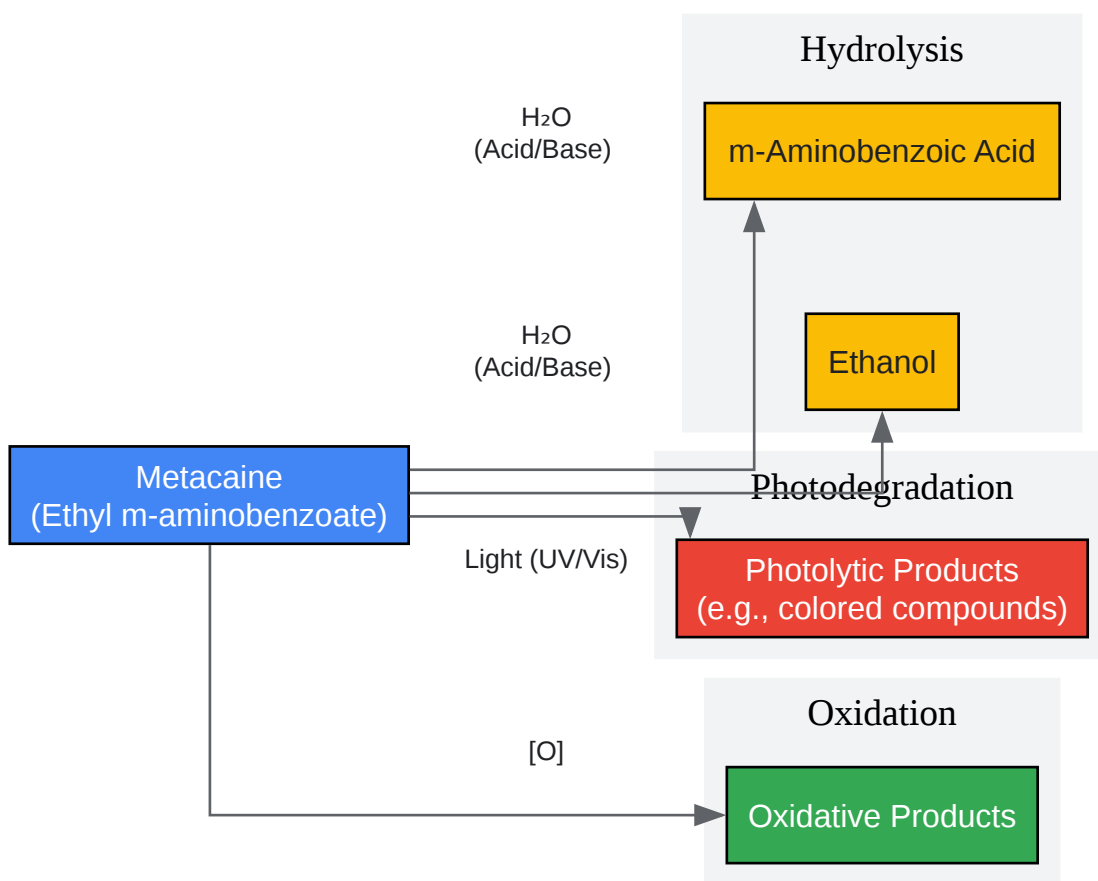 Hydrolysis
H₂O
(Acid/Base)
m-Aminobenzoic Acid
H₂O
(Acid/Base)
Ethanol
Metacaine
(Ethyl m-aminobenzoate)
Photodegradation
Light (UV/Vis)
Photolytic Products
(e.g., colored compounds)
Oxidation
[O]
Oxidative Products